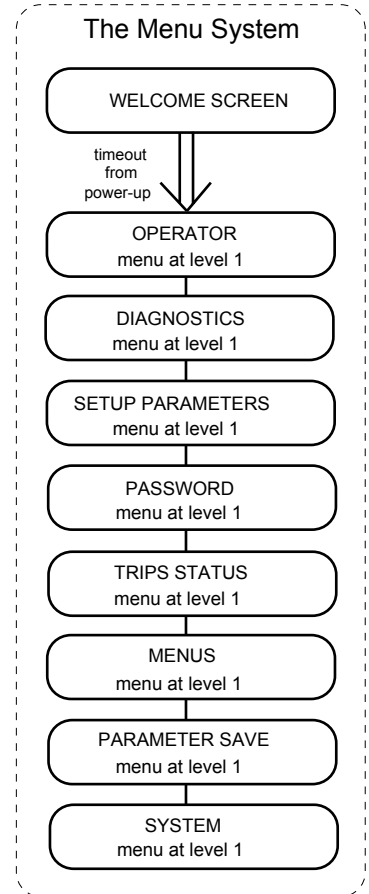 The Menu System
WELCOME SCREEN
timeout
from
power-up
OPERATOR
menu at level 1
DIAGNOSTICS
menu at level 1
SETUP PARAMETERS
menu at level 1
PASSWORD
menu at level 1
TRIPS STATUS
menu at level 1
MENUS
menu at level 1
PARAMETER SAVE
menu at level 1
SYSTEM
menu at level 1